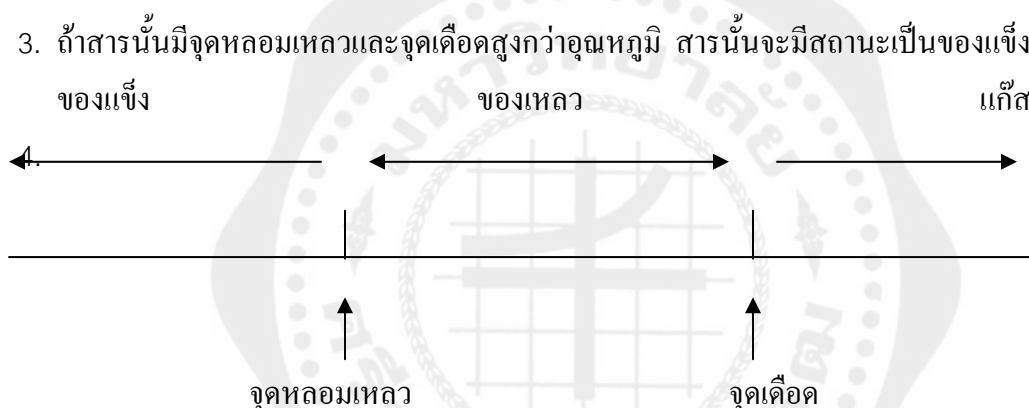 3. ถ้าสารนั้นมีจุดหลอมเหลวและจุดเดือดสูงกว่าอุณหภูมิ สารนั้นจะมีสถานะเป็นของแข็ง
ของแข็ง ของเหลว แก๊ส
4.
จุดหลอมเหลว จุดเดือด